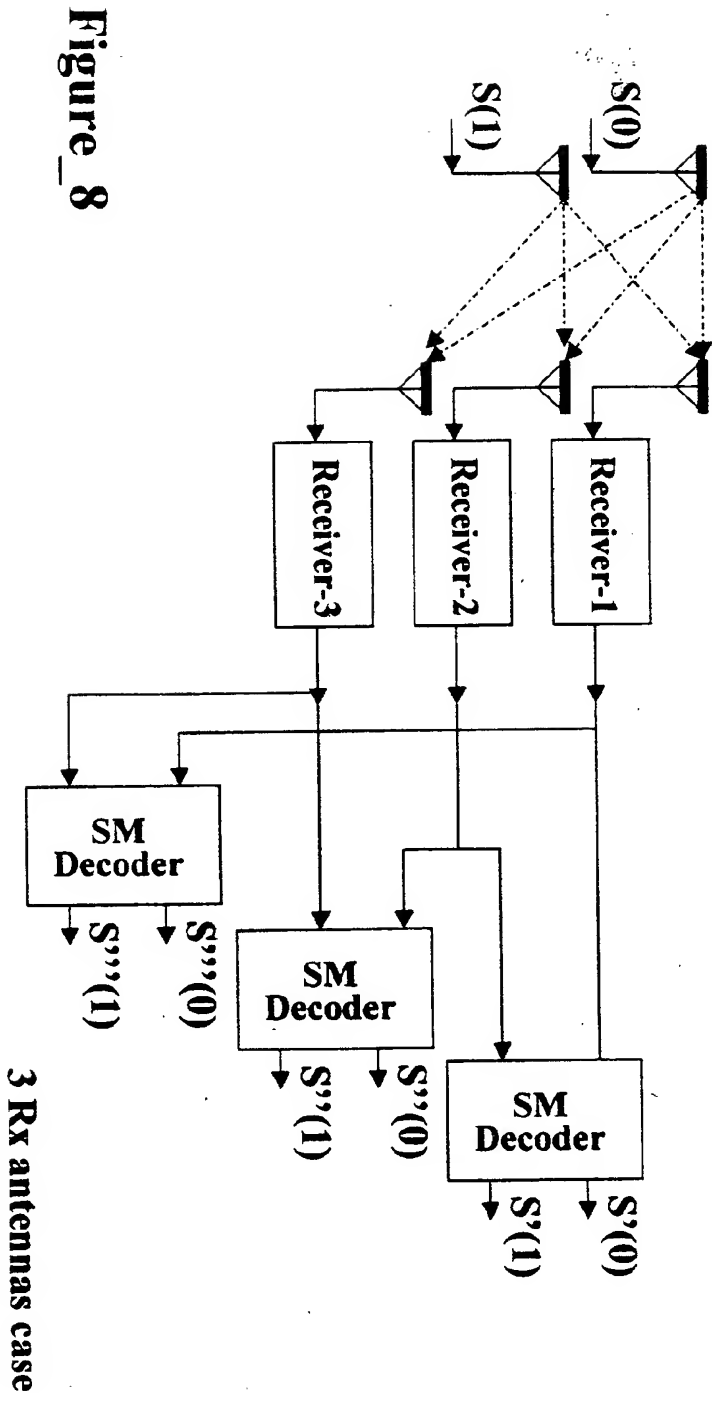 S(0)
S(1)
Receiver-1
Receiver-2
Receiver-3
SM
Decoder
S'(0)
S'(1)
SM
Decoder
S''(0)
S''(1)
SM
Decoder
S'''(0)
S'''(1)
3 Rx antennas case
Figure_8